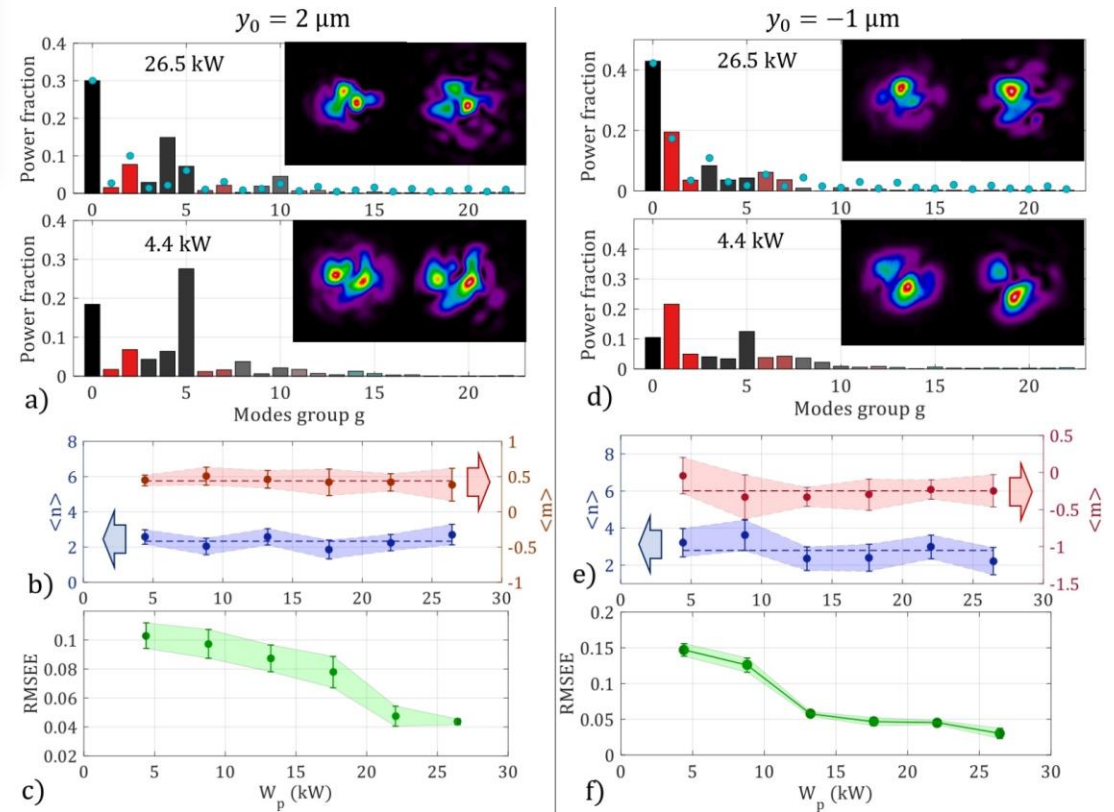 y₀ = 2 μm
0.4
0.3
0.2
0.1
0
Power fraction
26.5 kW
0 5 10 15 20
0.4
0.3
0.2
0.1
0
Power fraction
4.4 kW
0 5 10 15 20
a)
Modes group g
8
6
4
2
0
<n>
1
0.5
0
-0.5
-1
<m>
0 5 10 15 20 25 30
b)
0.1
0.08
0.06
0.04
0.02
RMSEE
0 5 10 15 20 25 30
c)
W_p (kW)
y₀ = −1 μm
0.4
0.2
0
Power fraction
26.5 kW
0 5 10 15 20
0.4
0.3
0.2
0.1
0
Power fraction
4.4 kW
0 5 10 15 20
d)
Modes group g
8
6
4
2
<n>
0.5
0
-0.5
-1
-1.5
<m>
0 5 10 15 20 25 30
e)
0.2
0.15
0.1
0.05
0
RMSEE
0 5 10 15 20 25 30
f)
W_p (kW)